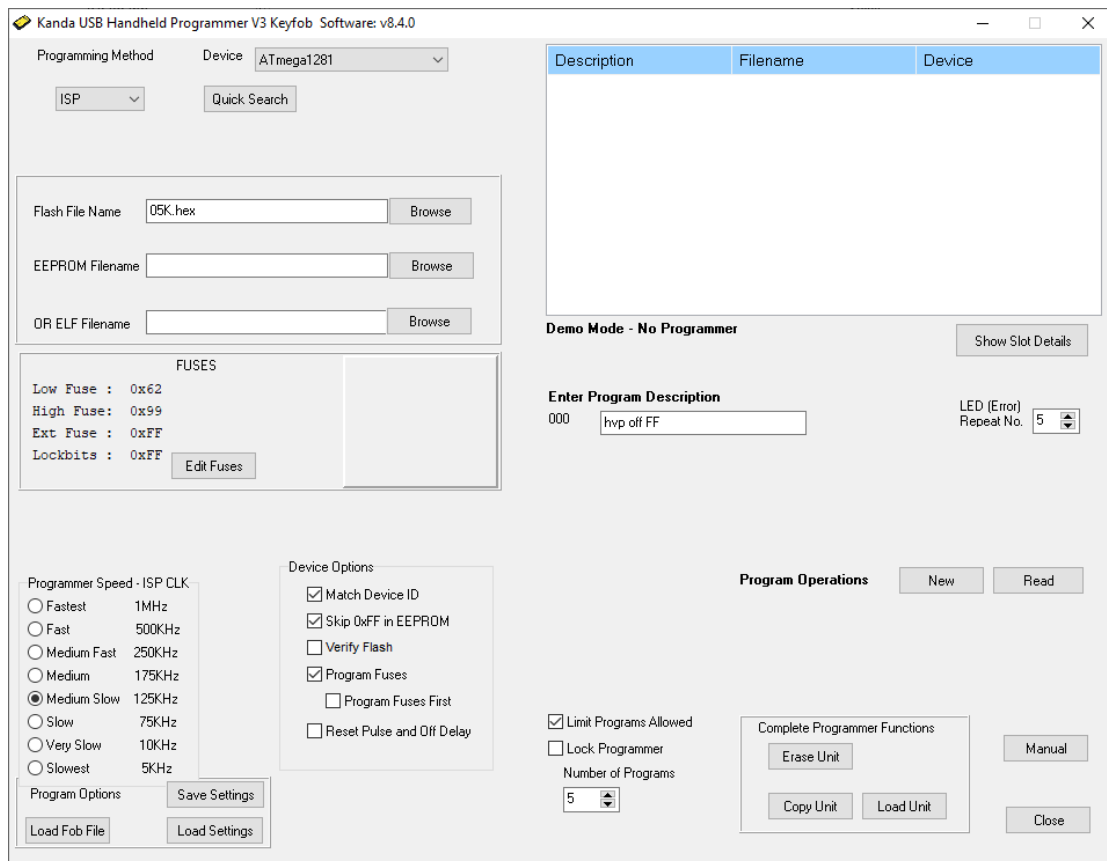 Kanda USB Handheld Programmer V3 Keyfob  Software: v8.4.0
Programming Method
Device
ATmega1281
ISP
Quick Search
Flash File Name
05K.hex
Browse
EEPROM Filename
Browse
OR ELF Filename
Browse
FUSES
Low Fuse :  0x62
High Fuse:  0x99
Ext Fuse :  0xFF
Lockbits :  0xFF
Edit Fuses
Programmer Speed - ISP CLK
Fastest 1MHz
Fast 500KHz
Medium Fast 250KHz
Medium 175KHz
Medium Slow 125KHz
Slow 75KHz
Very Slow 10KHz
Slowest 5KHz
Program Options
Save Settings
Load Fob File
Load Settings
Device Options
Match Device ID
Skip 0xFF in EEPROM
Verify Flash
Program Fuses
Program Fuses First
Reset Pulse and Off Delay
Description Filename Device
Demo Mode - No Programmer
Show Slot Details
Enter Program Description
000
hvp off FF
LED (Error)
Repeat No.
5
Program Operations
New
Read
Limit Programs Allowed
Lock Programmer
Number of Programs
5
Complete Programmer Functions
Erase Unit
Copy Unit
Load Unit
Manual
Close